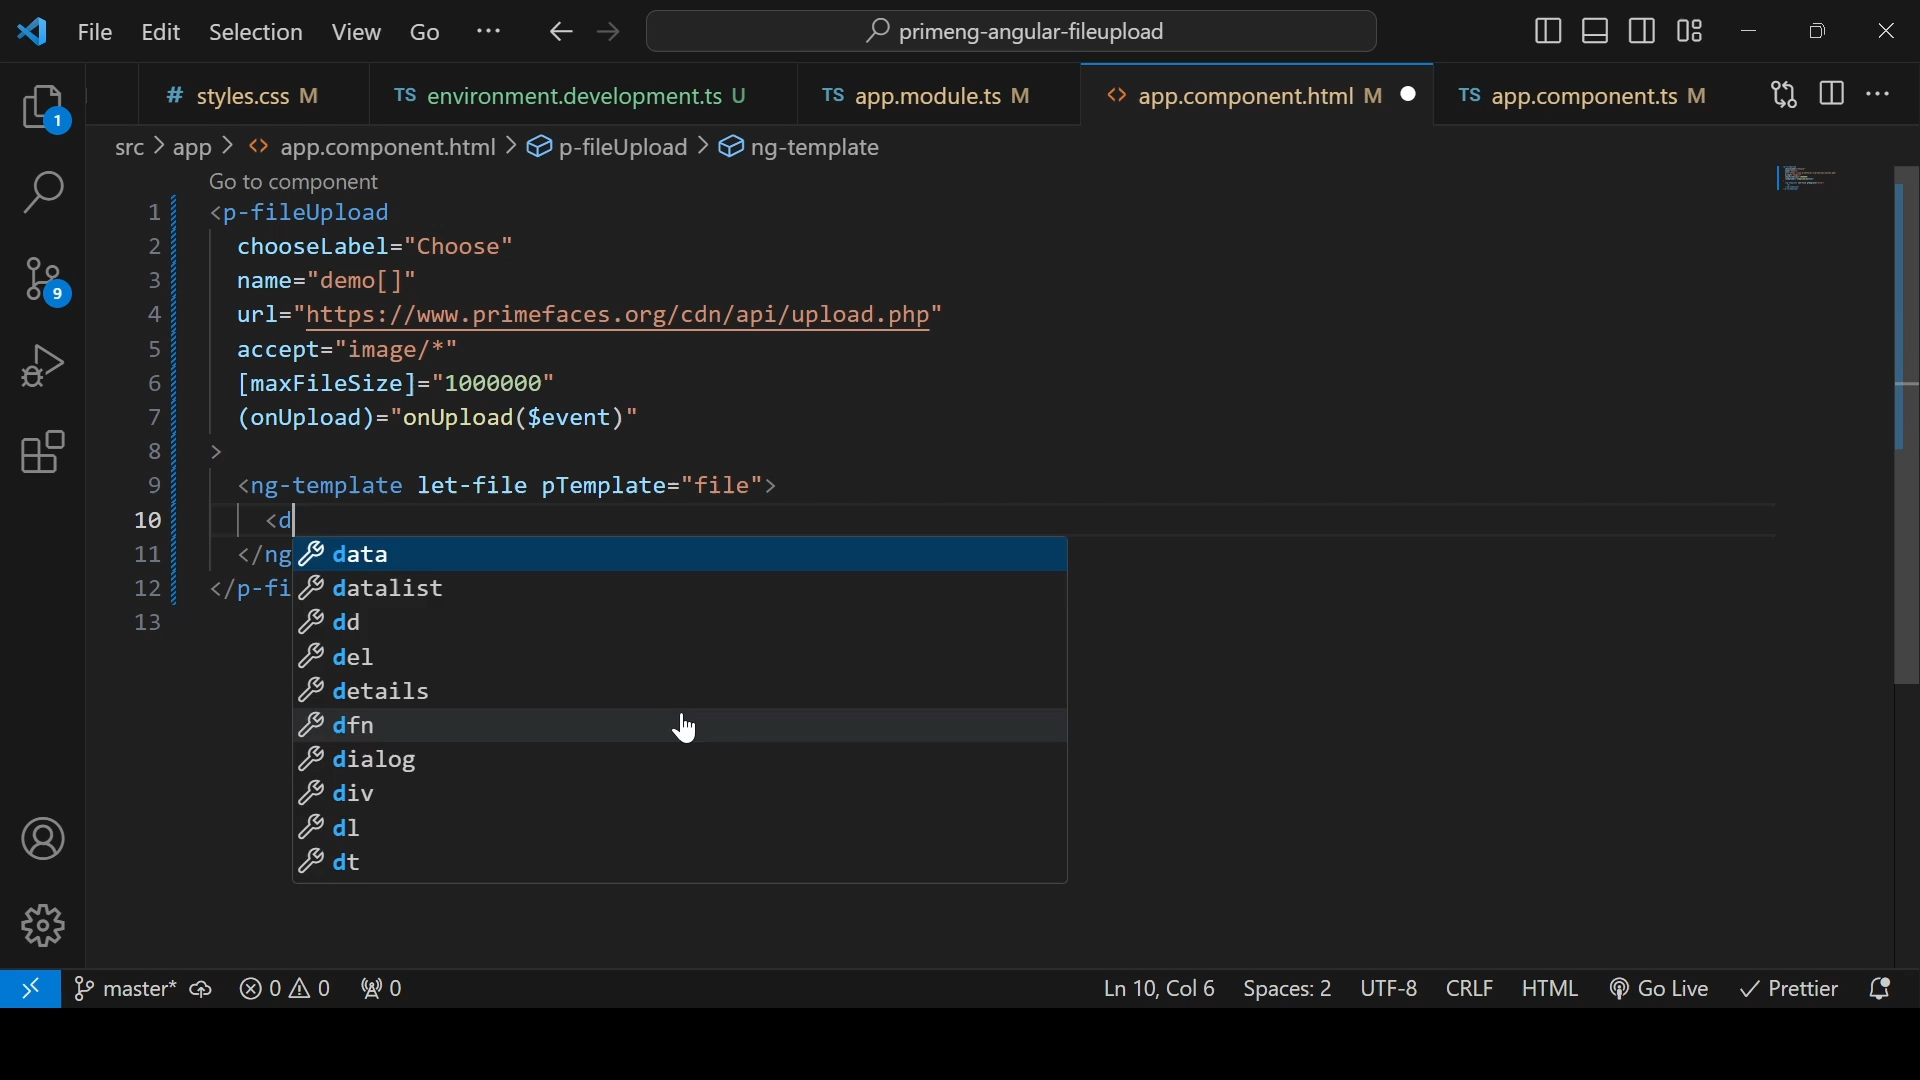 File Edit Selection View Go ··· primeng-angular-fileupload
# styles.css M TS environment.development.ts U TS app.module.ts M <> app.component.html M TS app.component.ts M
src > app > <> app.component.html > p-fileUpload > ng-template
Go to component
1 <p-fileUpload
2 chooseLabel="Choose"
3 name="demo[]"
4 url="https://www.primefaces.org/cdn/api/upload.php"
5 accept="image/*"
6 [maxFileSize]="1000000"
7 (onUpload)="onUpload($event)"
8 >
9 <ng-template let-file pTemplate="file">
10 <d
11 </ng data
datalist
12 </p-fi
13 dd
del
details
dfn
dialog
div
dl
dt
1
9
master* 0 0 0 Ln 10, Col 6 Spaces: 2 UTF-8 CRLF HTML Go Live Prettier